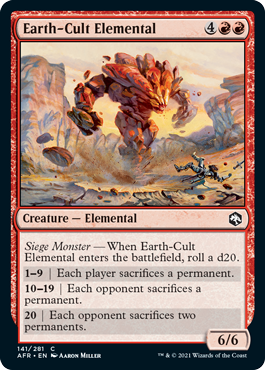 Earth-Cult Elemental 4
Creature — Elemental
Siege Monster — When Earth-Cult
Elemental enters the battlefield, roll a d20.
1–9 | Each player sacrifices a permanent.
10–19 | Each opponent sacrifices a
permanent.
20 | Each opponent sacrifices two
permanents.
6/6
141/281 C
AFR • EN Aaron Miller
™ & © 2021 Wizards of the Coast